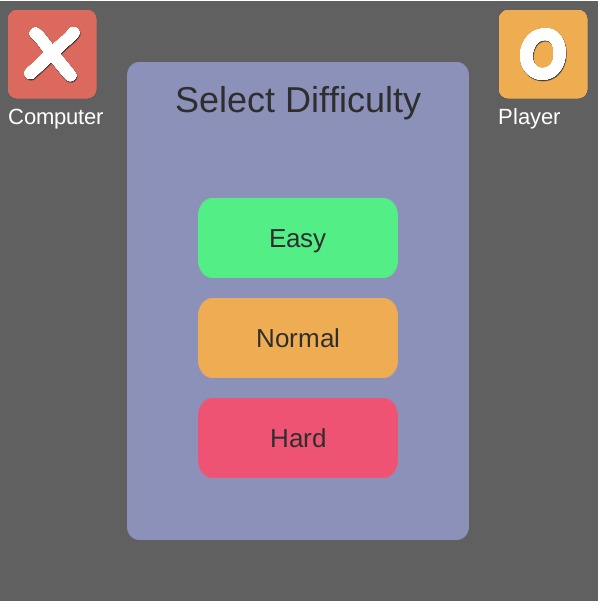 X
O
Computer
Player
Select Difficulty
Easy
Normal
Hard